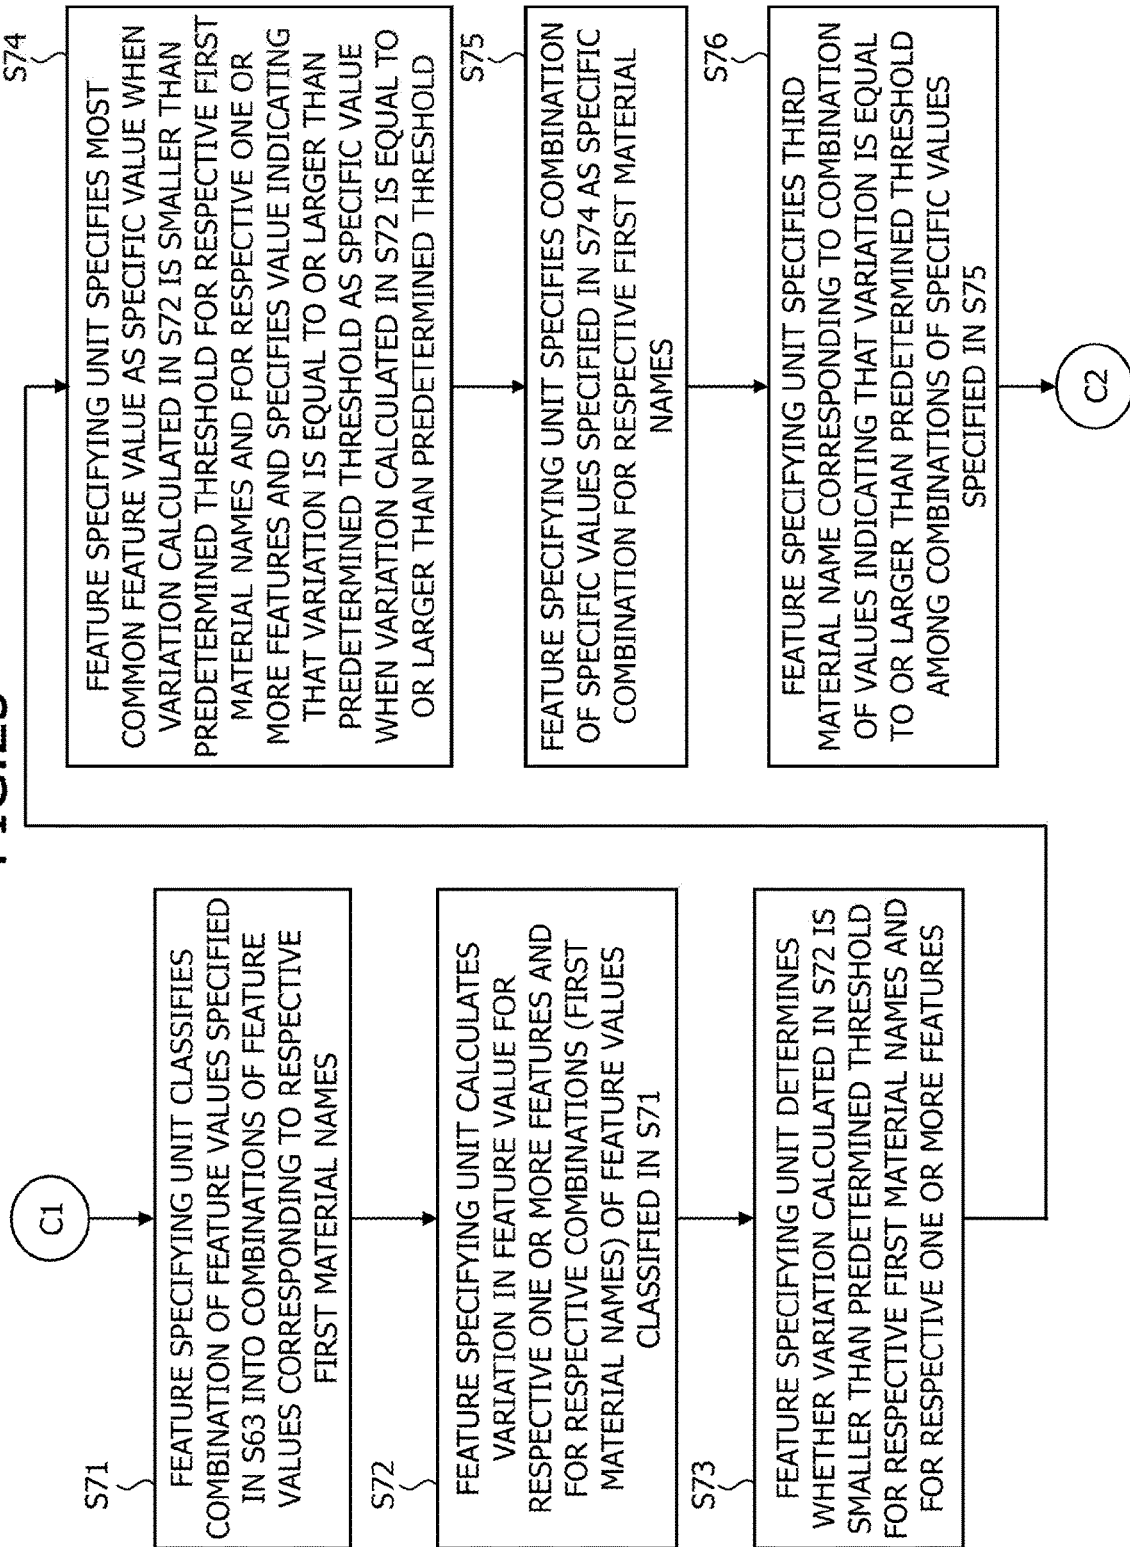 C1
S71
FEATURE SPECIFYING UNIT CLASSIFIES
COMBINATION OF FEATURE VALUES SPECIFIED
IN S63 INTO COMBINATIONS OF FEATURE
VALUES CORRESPONDING TO RESPECTIVE
FIRST MATERIAL NAMES
S72
FEATURE SPECIFYING UNIT CALCULATES
VARIATION IN FEATURE VALUE FOR
RESPECTIVE ONE OR MORE FEATURES AND
FOR RESPECTIVE COMBINATIONS (FIRST
MATERIAL NAMES) OF FEATURE VALUES
CLASSIFIED IN S71
S73
FEATURE SPECIFYING UNIT DETERMINES
WHETHER VARIATION CALCULATED IN S72 IS
SMALLER THAN PREDETERMINED THRESHOLD
FOR RESPECTIVE FIRST MATERIAL NAMES AND
FOR RESPECTIVE ONE OR MORE FEATURES
S74
FEATURE SPECIFYING UNIT SPECIFIES MOST
COMMON FEATURE VALUE AS SPECIFIC VALUE WHEN
VARIATION CALCULATED IN S72 IS SMALLER THAN
PREDETERMINED THRESHOLD FOR RESPECTIVE FIRST
MATERIAL NAMES AND FOR RESPECTIVE ONE OR
MORE FEATURES AND SPECIFIES VALUE INDICATING
THAT VARIATION IS EQUAL TO OR LARGER THAN
PREDETERMINED THRESHOLD AS SPECIFIC VALUE
WHEN VARIATION CALCULATED IN S72 IS EQUAL TO
OR LARGER THAN PREDETERMINED THRESHOLD
S75
FEATURE SPECIFYING UNIT SPECIFIES COMBINATION
OF SPECIFIC VALUES SPECIFIED IN S74 AS SPECIFIC
COMBINATION FOR RESPECTIVE FIRST MATERIAL
NAMES
S76
FEATURE SPECIFYING UNIT SPECIFIES THIRD
MATERIAL NAME CORRESPONDING TO COMBINATION
OF VALUES INDICATING THAT VARIATION IS EQUAL
TO OR LARGER THAN PREDETERMINED THRESHOLD
AMONG COMBINATIONS OF SPECIFIC VALUES
SPECIFIED IN S75
C2